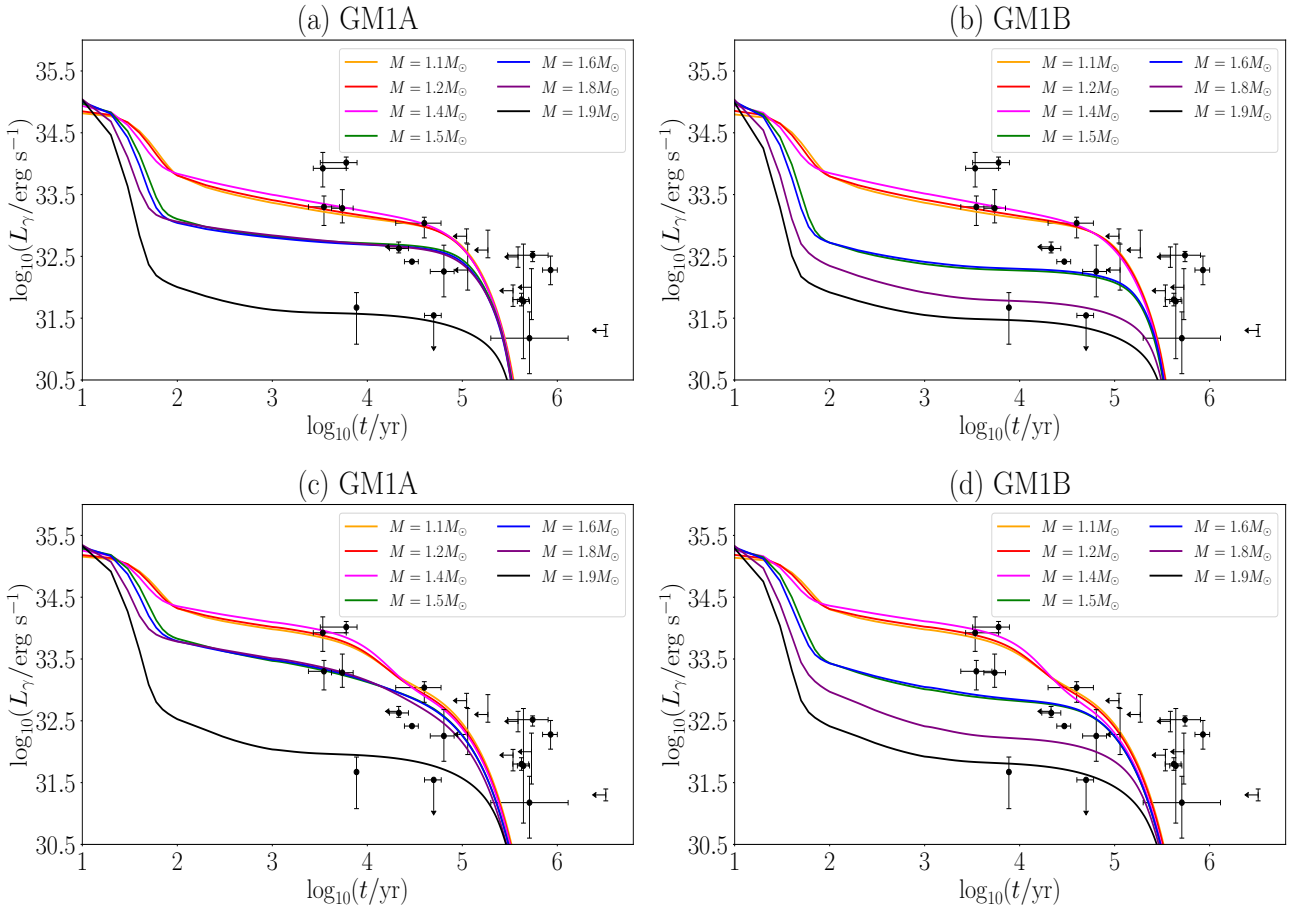 (a) GM1A
log₁₀(Lγ/erg s⁻¹)
35.5
34.5
33.5
32.5
31.5
30.5
M = 1.1M⊙
M = 1.2M⊙
M = 1.4M⊙
M = 1.5M⊙
M = 1.6M⊙
M = 1.8M⊙
M = 1.9M⊙
1 2 3 4 5 6
log₁₀(t/yr)
(b) GM1B
log₁₀(Lγ/erg s⁻¹)
35.5
34.5
33.5
32.5
31.5
30.5
M = 1.1M⊙
M = 1.2M⊙
M = 1.4M⊙
M = 1.5M⊙
M = 1.6M⊙
M = 1.8M⊙
M = 1.9M⊙
1 2 3 4 5 6
log₁₀(t/yr)
(c) GM1A
log₁₀(Lγ/erg s⁻¹)
35.5
34.5
33.5
32.5
31.5
30.5
M = 1.1M⊙
M = 1.2M⊙
M = 1.4M⊙
M = 1.5M⊙
M = 1.6M⊙
M = 1.8M⊙
M = 1.9M⊙
1 2 3 4 5 6
log₁₀(t/yr)
(d) GM1B
log₁₀(Lγ/erg s⁻¹)
35.5
34.5
33.5
32.5
31.5
30.5
M = 1.1M⊙
M = 1.2M⊙
M = 1.4M⊙
M = 1.5M⊙
M = 1.6M⊙
M = 1.8M⊙
M = 1.9M⊙
1 2 3 4 5 6
log₁₀(t/yr)